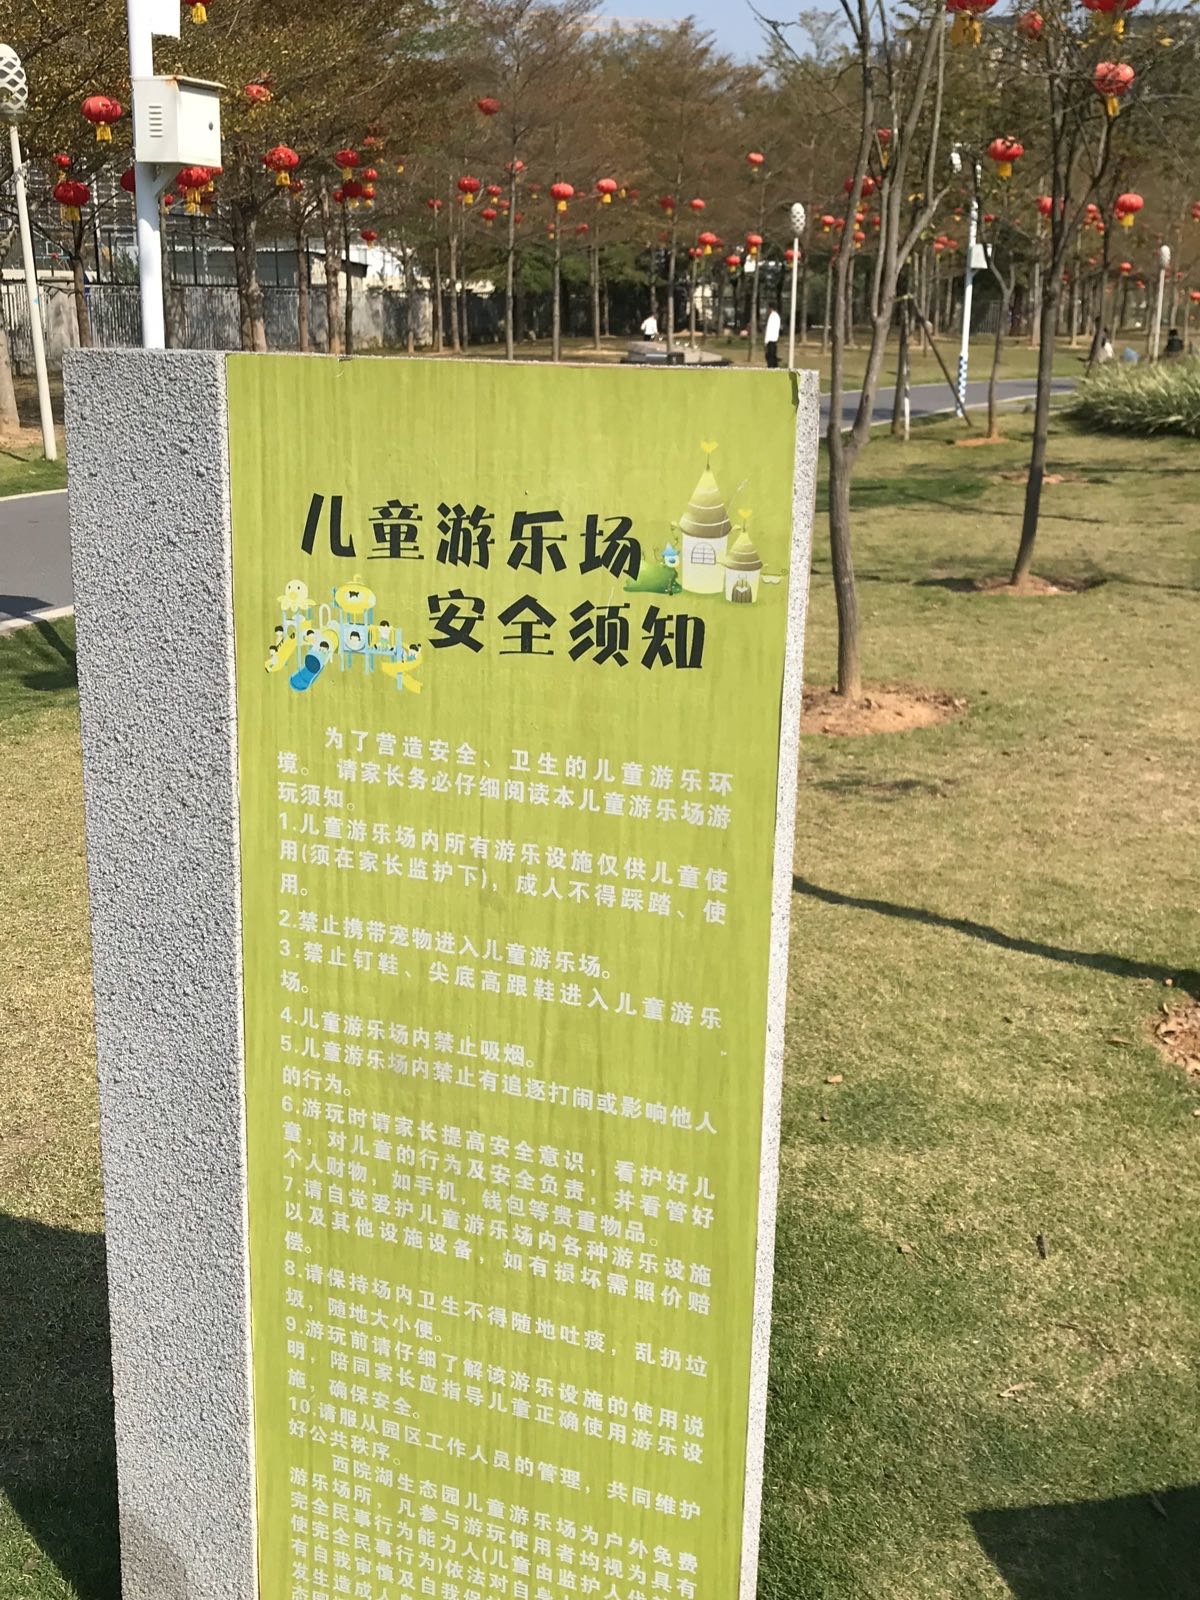 儿童游乐场
安全须知
为了营造安全、卫生的儿童游乐环
境。 请家长务必仔细阅读本儿童游乐场游
玩须知。
1.儿童游乐场内所有游乐设施仅供儿童使
用(须在家长监护下)，成人不得踩踏、使
用。
2.禁止携带宠物进入儿童游乐场。
3.禁止钉鞋、尖底高跟鞋进入儿童游乐
场。
4.儿童游乐场内禁止吸烟。
5.儿童游乐场内禁止有追逐打闹或影响他人
的行为。
6.游玩时请家长提高安全意识，看护好儿
童，对儿童的行为及安全负责，并看管好
个人财物，如手机，钱包等贵重物品。
7.请自觉爱护儿童游乐场内各种游乐设施
以及其他设施设备，如有损坏需照价赔
偿。
8.请保持场内卫生不得随地吐痰，乱扔垃
圾，随地大小便。
9.游玩前请仔细了解该游乐设施的使用说
明，陪同家长应指导儿童正确使用游乐设
施，确保安全。
10.请服从园区工作人员的管理，共同维护
好公共秩序。
西院湖生态园儿童游乐场为户外免费
游乐场所，凡参与游玩使用者均视为具有
完全民事行为能力人(儿童由监护人
使完全民事行为)依法对自
有自我审慎及自我保
发生造成人